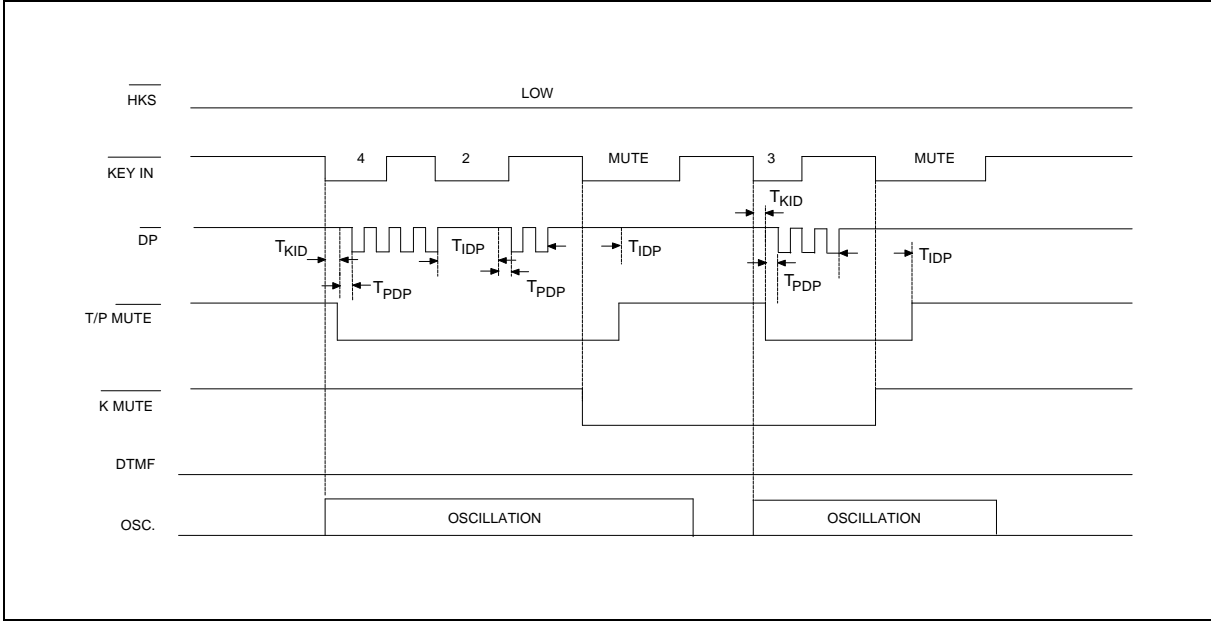 HKS
LOW
KEY IN
4
2
MUTE
3
MUTE
DP
TKID
TPDP
TIDP
TPDP
TIDP
TKID
TPDP
TIDP
T/P MUTE
K MUTE
DTMF
OSC.
OSCILLATION
OSCILLATION